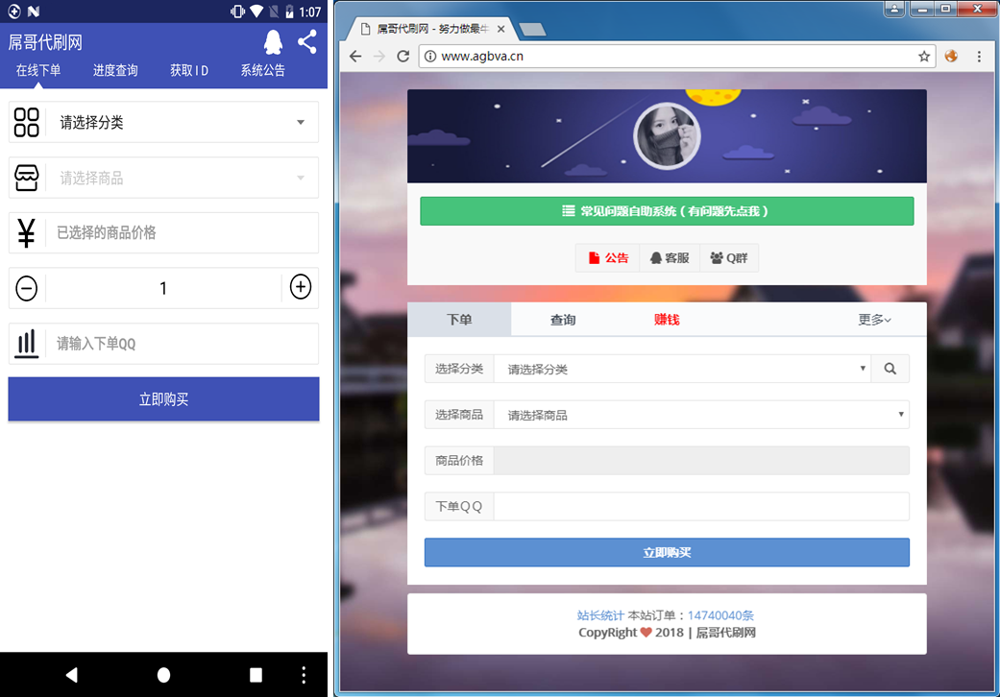 1:07
屌哥代刷网
在线下单 进度查询 获取ID 系统公告
请选择分类
请选择商品
已选择的商品价格
1
请输入下单QQ
立即购买
屌哥代刷网 - 努力做最牛
www.agbva.cn
常见问题自助系统（有问题先点我）
公告 客服 Q群
下单 查询 赚钱 更多
选择分类 请选择分类
选择商品 请选择商品
商品价格
下单QQ
立即购买
站长统计 本站订单：14740040条
CopyRight ❤ 2018 | 屌哥代刷网